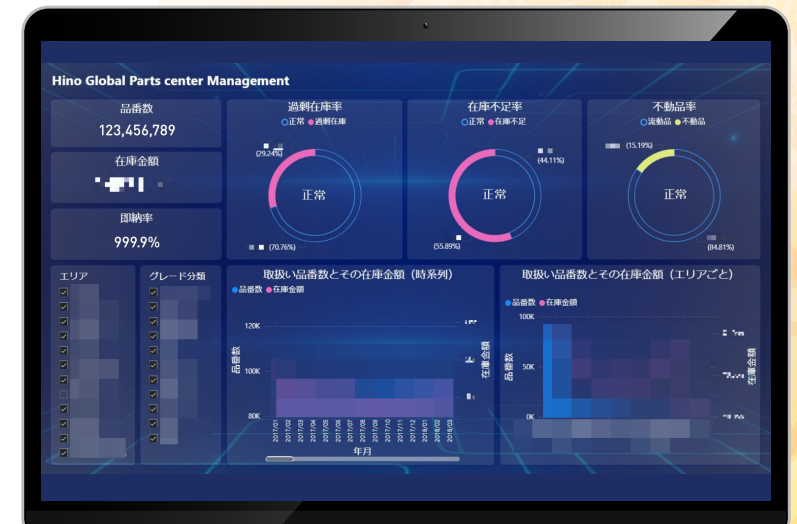 Hino Global Parts center Management
品番数
123,456,789
在庫金額
即納率
999.9%
過剰在庫率
正常 過剰在庫
(29.24%)
正常
(70.76%)
在庫不足率
正常 在庫不足
(44.11%)
正常
(55.89%)
不動品率
流動品 不動品
(15.19%)
正常
(84.81%)
エリア
グレード分類
取扱い品番数とその在庫金額(時系列)
品番数 在庫金額
120K
100K
80K
品番数
在庫金額
2017/01 2017/02 2017/03 2017/04 2017/05 2017/06 2017/07 2017/08 2017/09 2017/10 2017/11 2017/12 2018/01 2018/02 2018/03
年月
取扱い品番数とその在庫金額(エリアごと)
品番数 在庫金額
100K
50K
0K
品番数
在庫金額